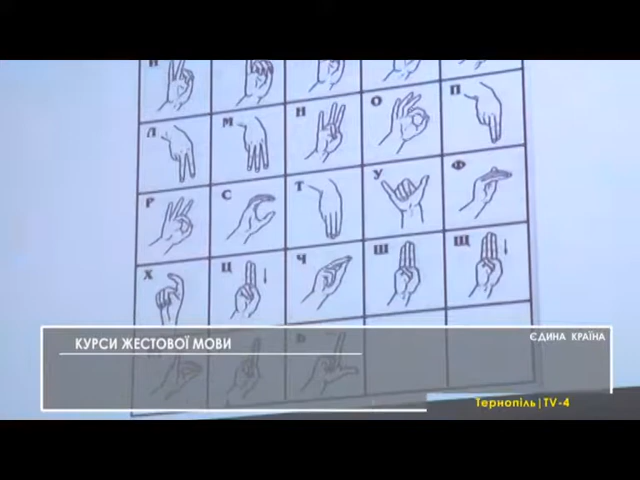 Л М Н О П
Р С Т У Ф
Х Ц Ч Ш Щ
КУРСИ ЖЕСТОВОЇ МОВИ
ЄДИНА КРАЇНА
Тернопіль|TV-4